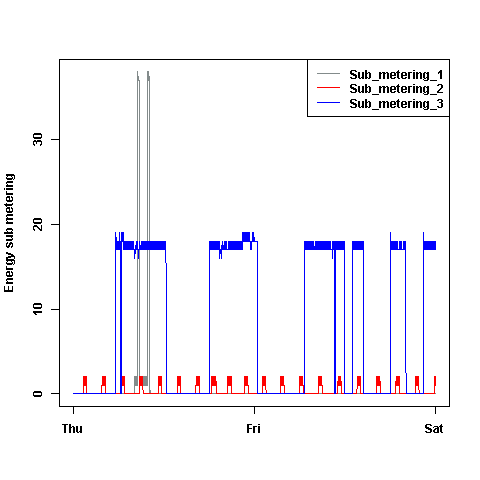 Sub_metering_1
Sub_metering_2
Sub_metering_3
30
20
10
0
Energy sub metering
Thu Fri Sat